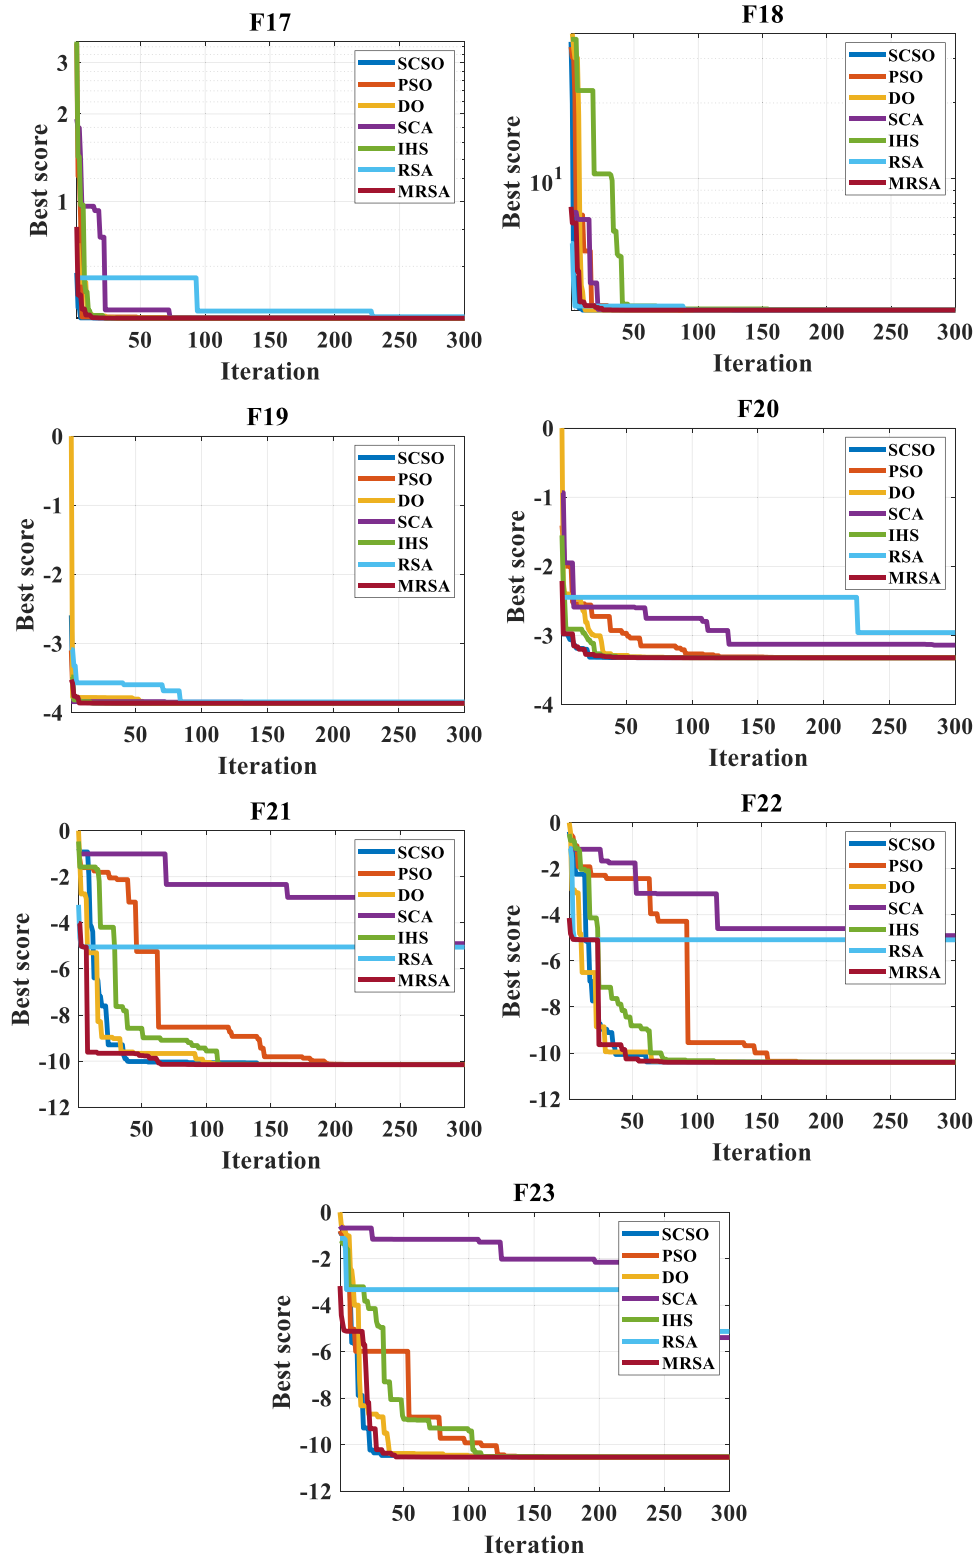 F17
Best score
3
2
1
SCSO
PSO
DO
SCA
IHS
RSA
MRSA
50 100 150 200 250 300
Iteration
F18
Best score
10^1
SCSO
PSO
DO
SCA
IHS
RSA
MRSA
50 100 150 200 250 300
Iteration
F19
Best score
0
-1
-2
-3
-4
SCSO
PSO
DO
SCA
IHS
RSA
MRSA
50 100 150 200 250 300
Iteration
F20
Best score
0
-1
-2
-3
-4
SCSO
PSO
DO
SCA
IHS
RSA
MRSA
50 100 150 200 250 300
Iteration
F21
Best score
0
-2
-4
-6
-8
-10
-12
SCSO
PSO
DO
SCA
IHS
RSA
MRSA
50 100 150 200 250 300
Iteration
F22
Best score
0
-2
-4
-6
-8
-10
-12
SCSO
PSO
DO
SCA
IHS
RSA
MRSA
50 100 150 200 250 300
Iteration
F23
Best score
0
-2
-4
-6
-8
-10
-12
SCSO
PSO
DO
SCA
IHS
RSA
MRSA
50 100 150 200 250 300
Iteration